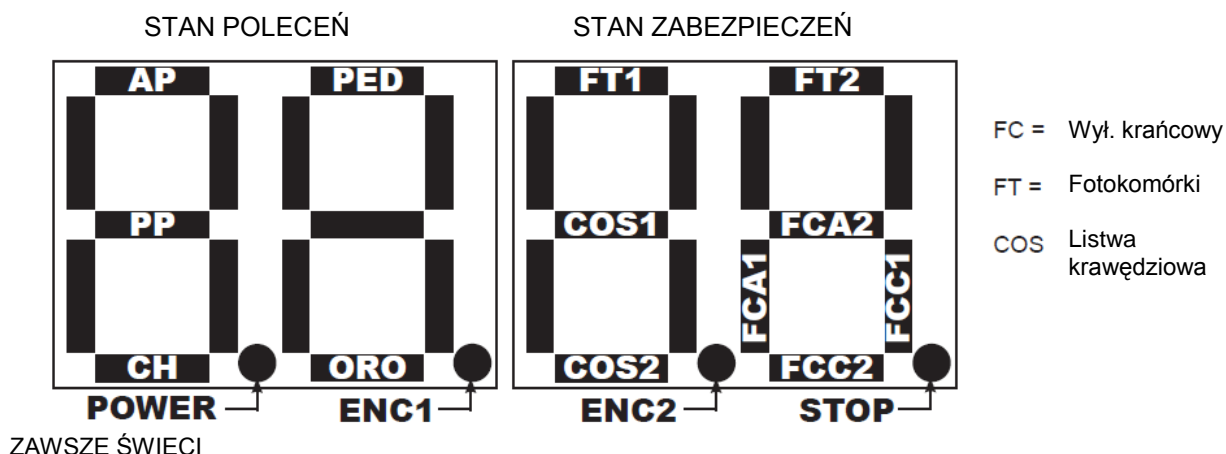 STAN POLECEŃ STAN ZABEZPIECZEŃ
AP PED FT1 FT2
FC = Wył. krańcowy
FT = Fotokomórki
PP COS1 FCA2
COS Listwa
krawędziowa
FCA1 FCC1
CH ORO COS2 FCC2
POWER ENC1 ENC2 STOP
ZAWSZE ŚWIECI